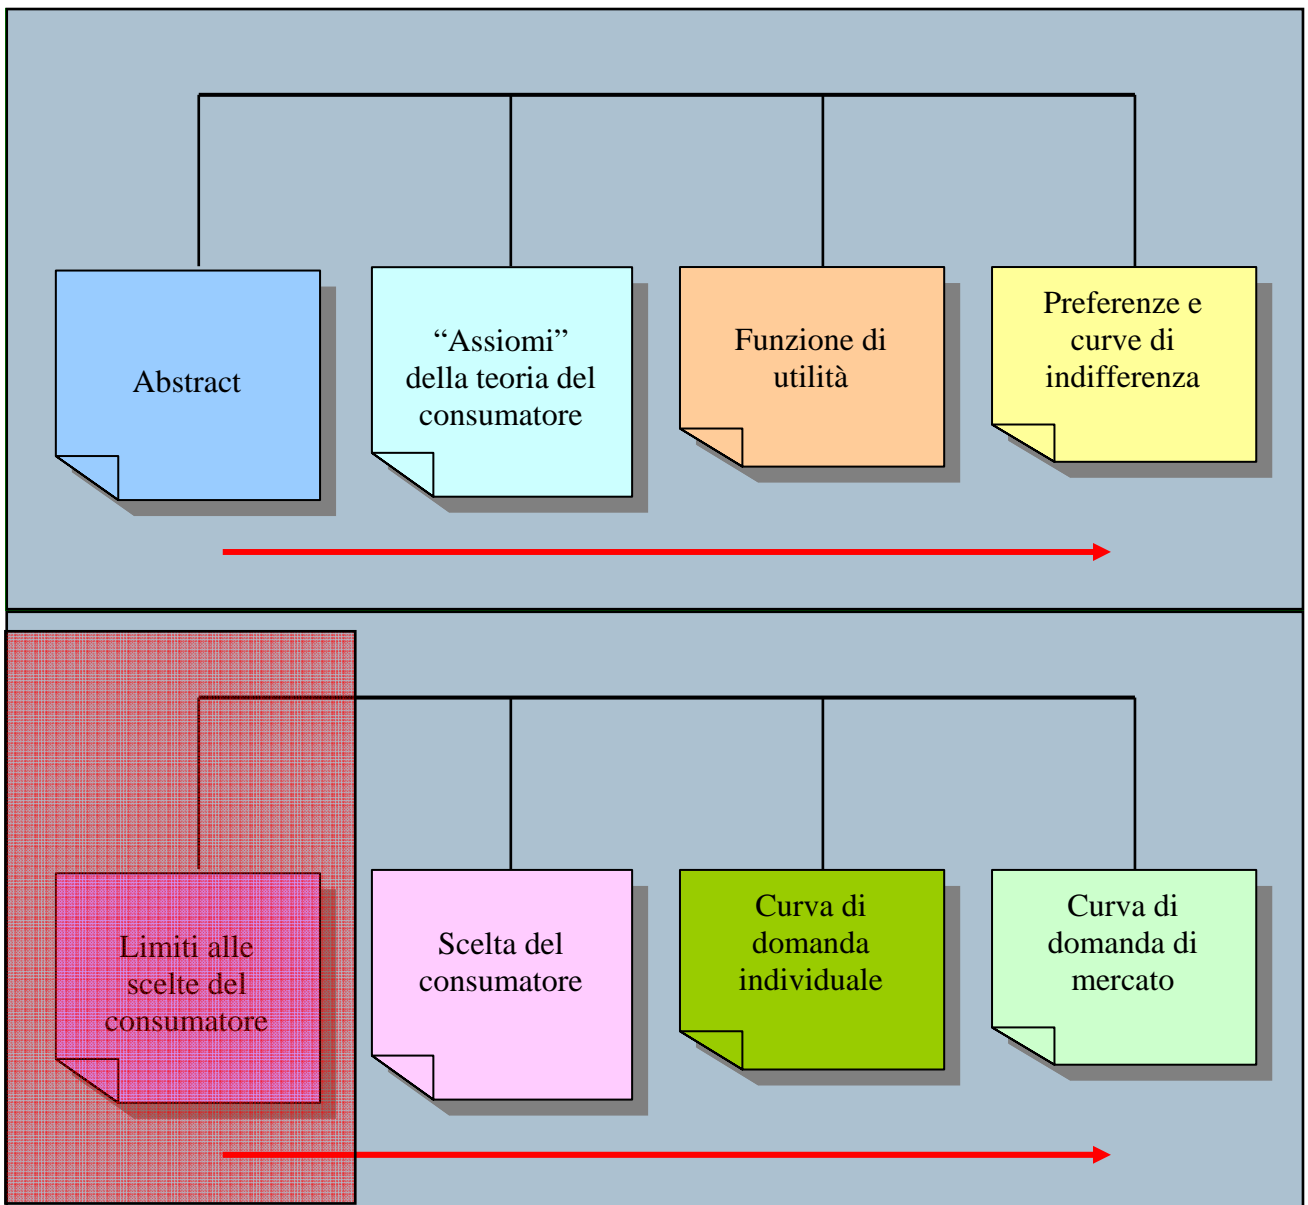 Abstract
“Assiomi”
della teoria del
consumatore
Funzione di
utilità
Preferenze e
curve di
indifferenza
Limiti alle
scelte del
consumatore
Scelta del
consumatore
Curva di
domanda
individuale
Curva di
domanda di
mercato